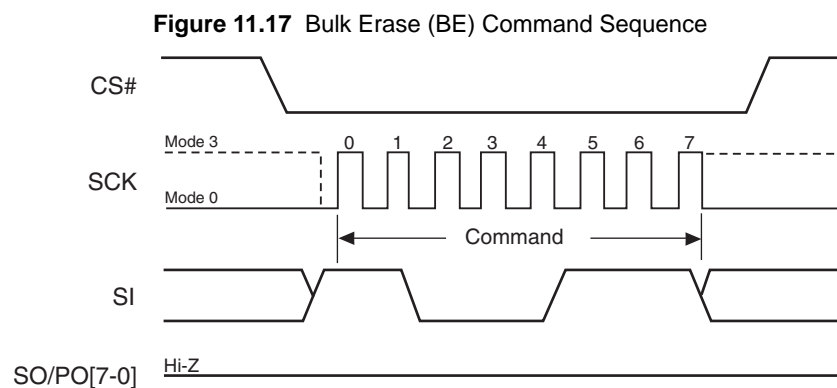 Figure 11.17 Bulk Erase (BE) Command Sequence
CS#
Mode 3
0 1 2 3 4 5 6 7
SCK
Mode 0
Command
SI
Hi-Z
SO/PO[7-0]